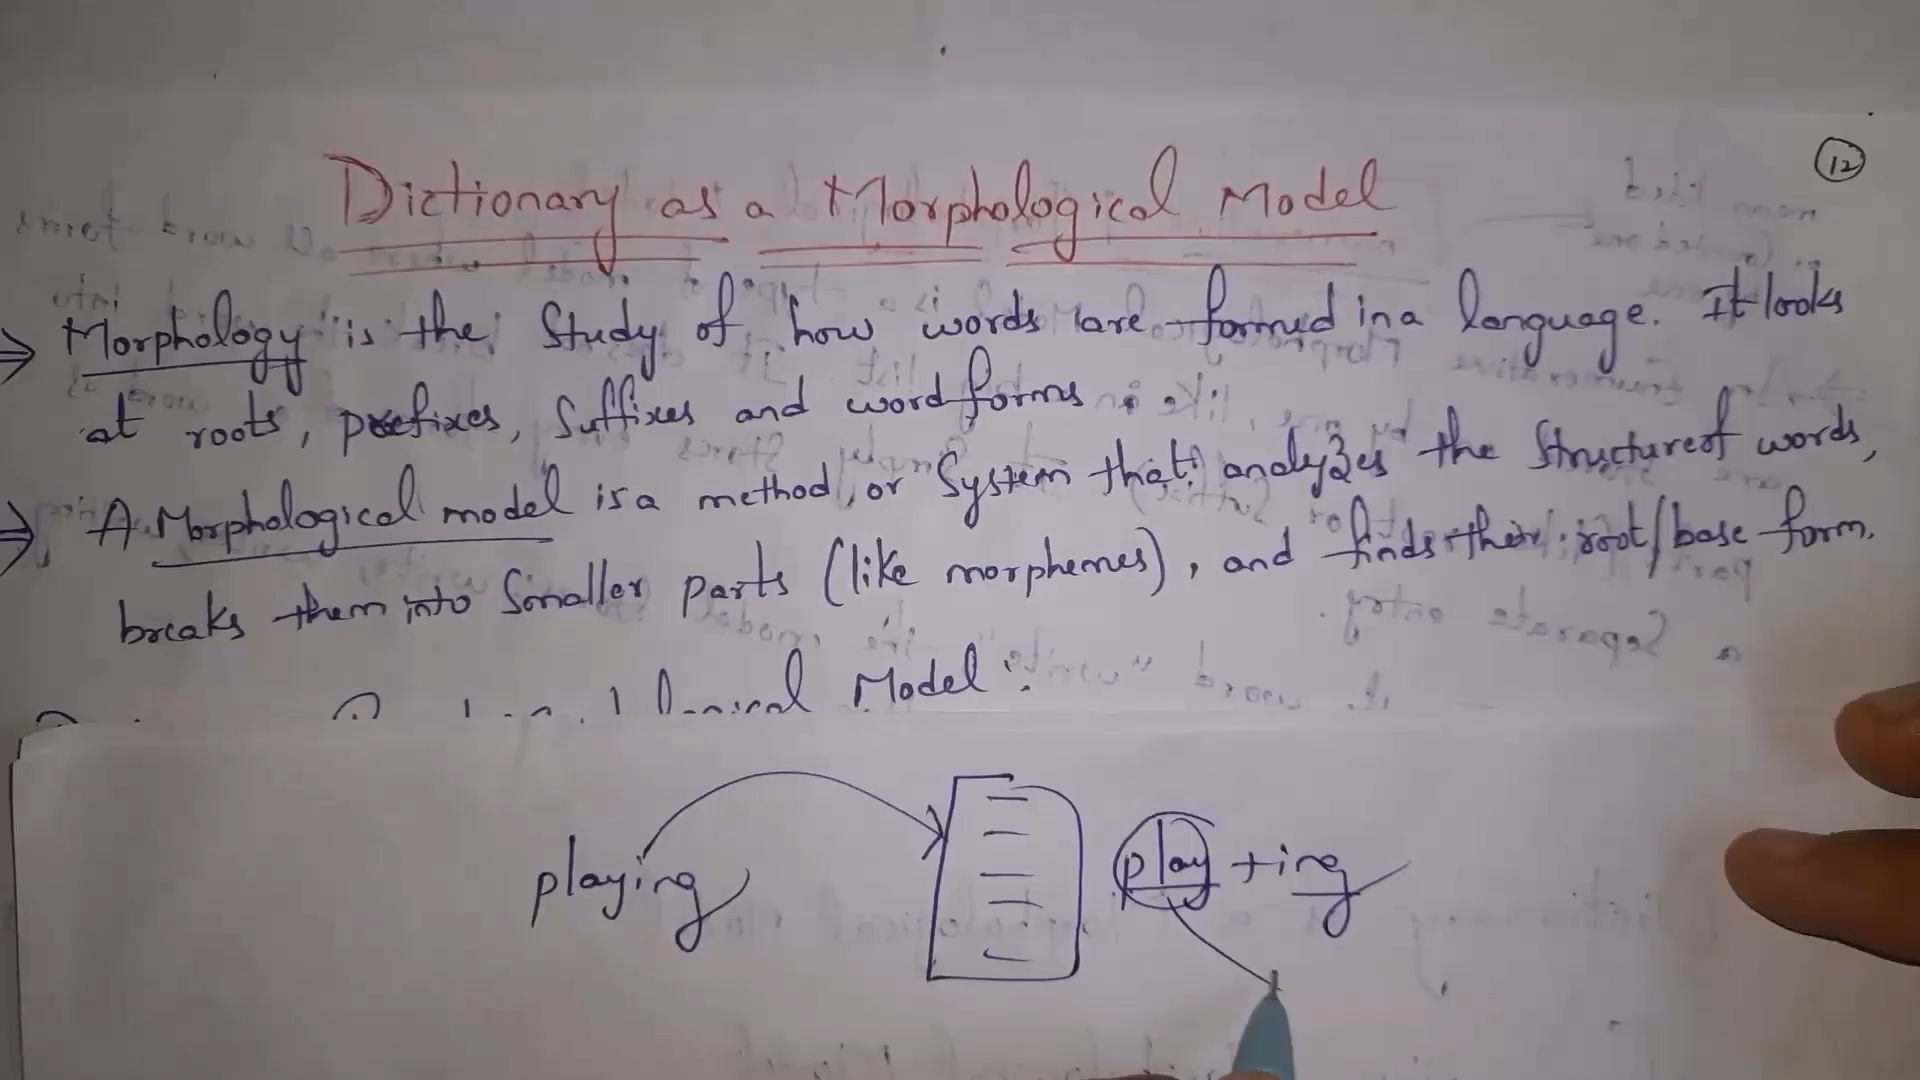 12
Dictionary as a Morphological Model
⇒ Morphology is the study of how words are formed in a language. It looks
at roots, prefixes, suffixes and word forms.
⇒ A Morphological model is a method or system that analyzes the structure of words,
breaks them into smaller parts (like morphemes), and finds their root/base form.
Model :
playing
play + ing